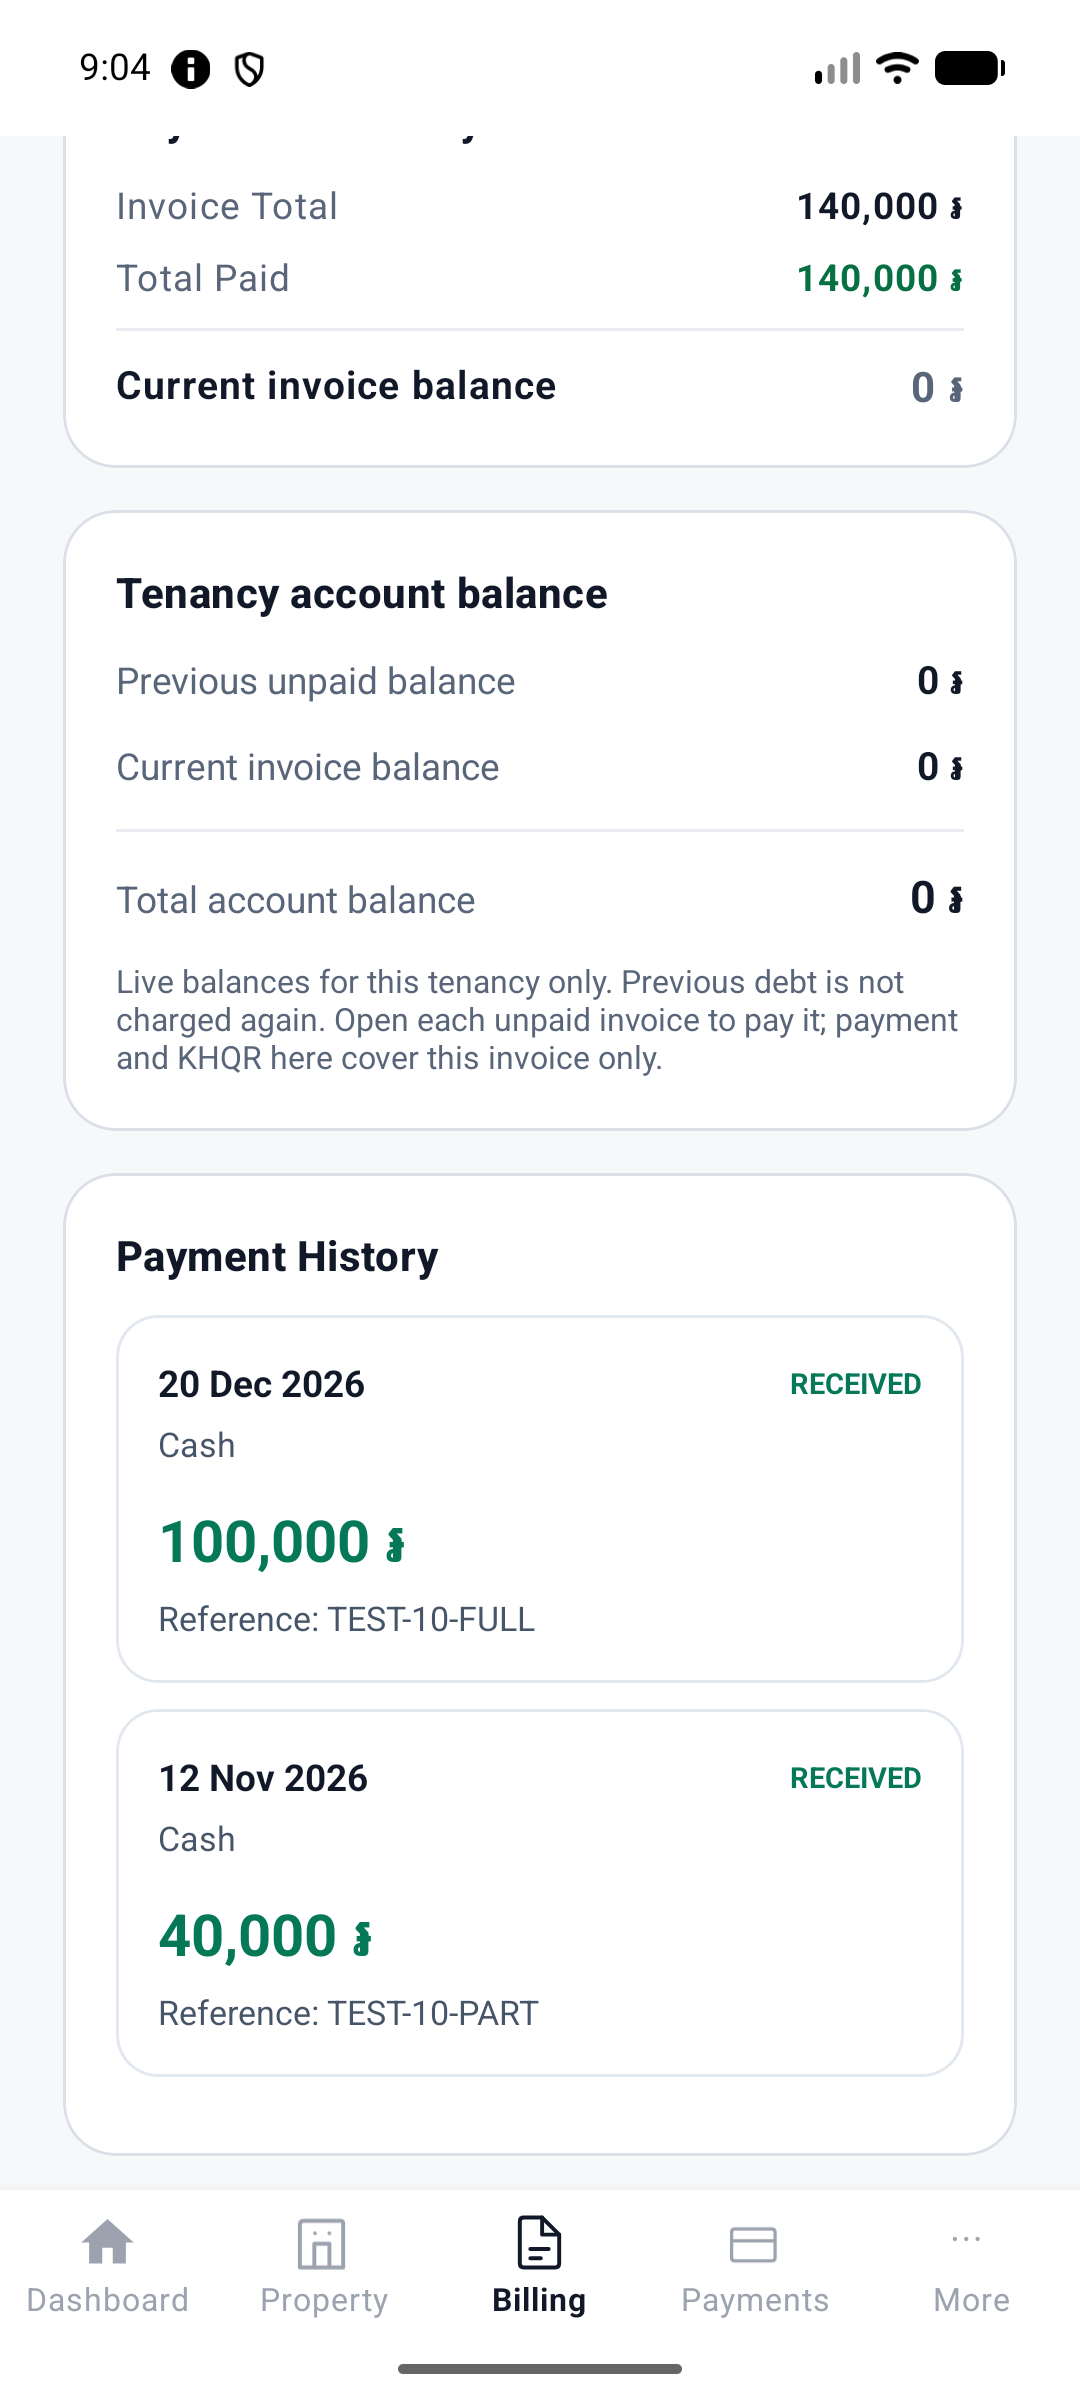 9:04
Invoice Total
140,000 ៛
Total Paid
140,000 ៛
Current invoice balance
0 ៛
Tenancy account balance
Previous unpaid balance
0 ៛
Current invoice balance
0 ៛
Total account balance
0 ៛
Live balances for this tenancy only. Previous debt is not
charged again. Open each unpaid invoice to pay it; payment
and KHQR here cover this invoice only.
Payment History
20 Dec 2026
RECEIVED
Cash
100,000 ៛
Reference: TEST-10-FULL
12 Nov 2026
RECEIVED
Cash
40,000 ៛
Reference: TEST-10-PART
Dashboard
Property
Billing
Payments
More